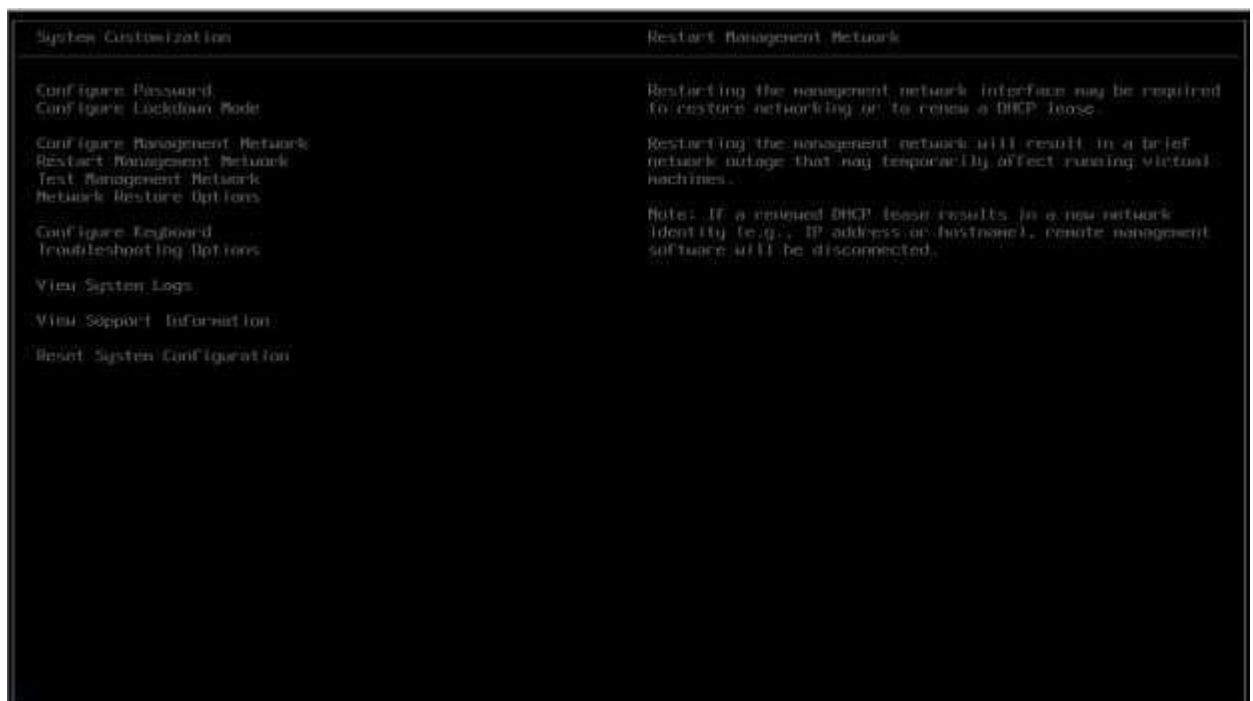 System Customization
Restart Management Network
Configure Password
Configure Lockdown Mode
Configure Management Network
Restart Management Network
Test Management Network
Network Restore Options
Configure Keyboard
Troubleshooting Options
View System Logs
View Support Information
Reset System Configuration
Restarting the management network interface may be required
to restore networking or to renew a DHCP lease.
Restarting the management network will result in a brief
network outage that may temporarily affect running virtual
machines.
Note: If a renewed DHCP lease results in a new network
identity (e.g., IP address or hostname), remote management
software will be disconnected.